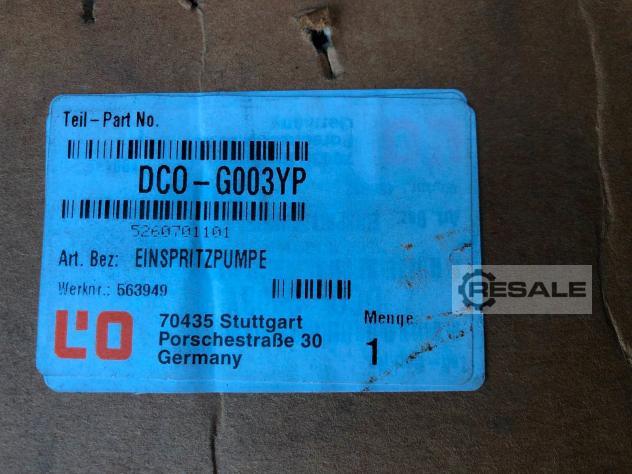 Teil-Part No.
DCO-G003YP
5260701101
Art. Bez: EINSPRITZPUMPE
Werknr.: 563949
L'O
70435 Stuttgart
Porschestraße 30
Germany
Menge
1
RESALE